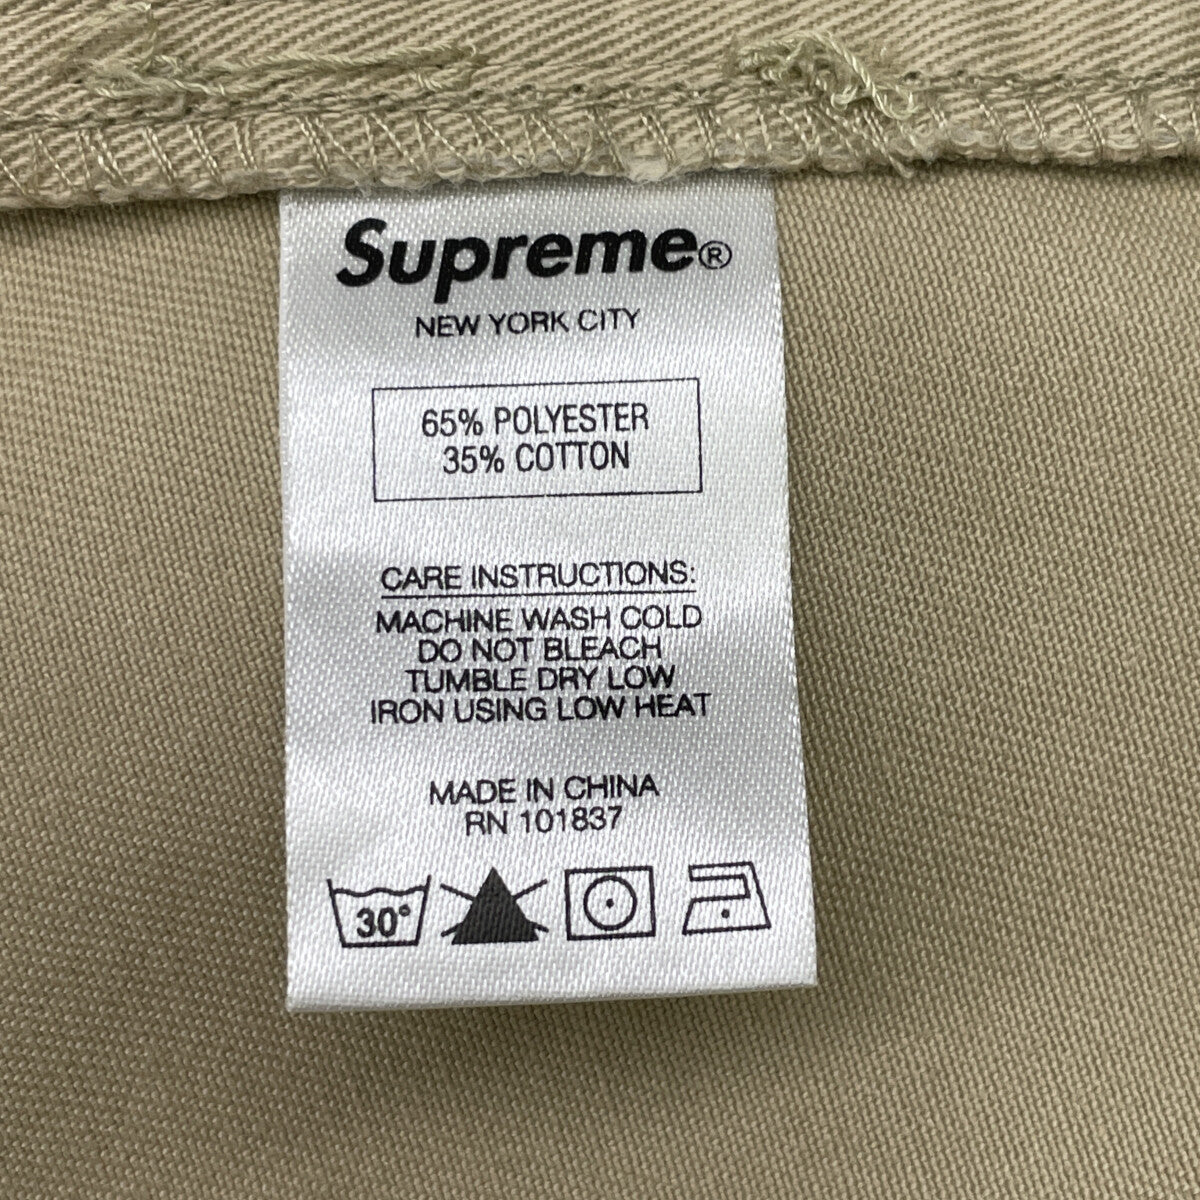 Supreme®
NEW YORK CITY
65% POLYESTER
35% COTTON
CARE INSTRUCTIONS:
MACHINE WASH COLD
DO NOT BLEACH
TUMBLE DRY LOW
IRON USING LOW HEAT
MADE IN CHINA
RN 101837
30°